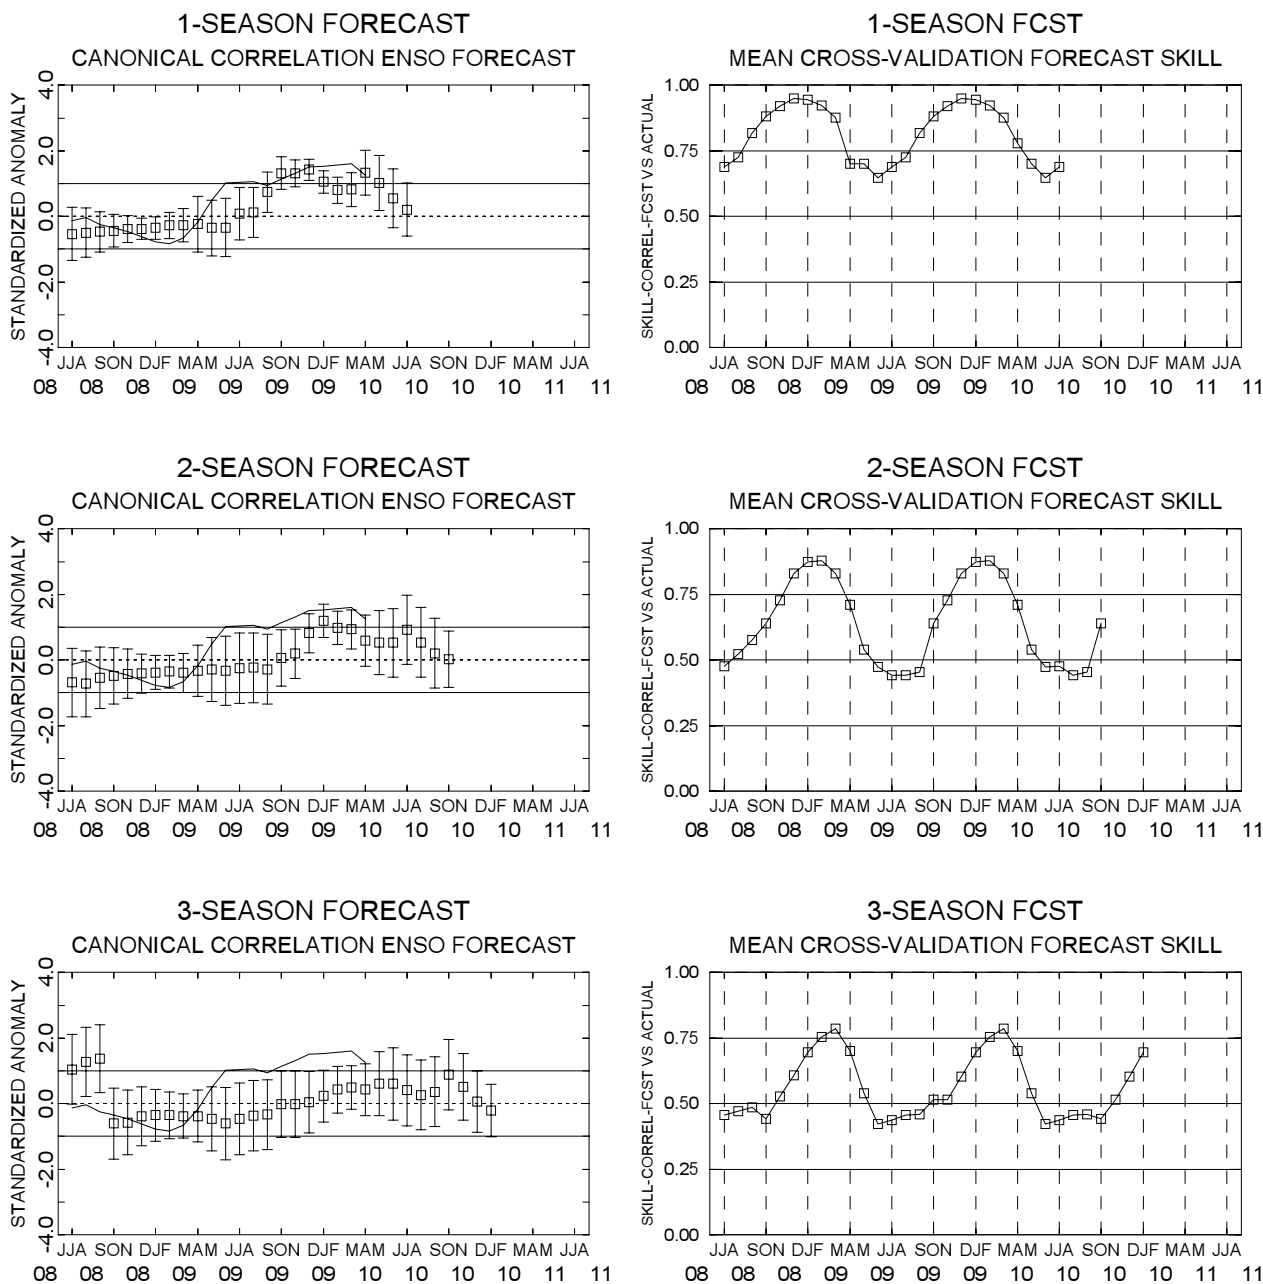 1-SEASON FORECAST
CANONICAL CORRELATION ENSO FORECAST
STANDARDIZED ANOMALY
4.0
2.0
0.0
-2.0
-4.0
JJA SON DJF MAM JJA SON DJF MAM JJA SON DJF MAM JJA
08 08 08 09 09 09 09 10 10 10 10 11 11
1-SEASON FCST
MEAN CROSS-VALIDATION FORECAST SKILL
SKILL-CORREL-FCST VS ACTUAL
1.00
0.75
0.50
0.25
0.00
JJA SON DJF MAM JJA SON DJF MAM JJA SON DJF MAM JJA
08 08 08 09 09 09 09 10 10 10 10 11 11
2-SEASON FORECAST
CANONICAL CORRELATION ENSO FORECAST
STANDARDIZED ANOMALY
4.0
2.0
0.0
-2.0
-4.0
JJA SON DJF MAM JJA SON DJF MAM JJA SON DJF MAM JJA
08 08 08 09 09 09 09 10 10 10 10 11 11
2-SEASON FCST
MEAN CROSS-VALIDATION FORECAST SKILL
SKILL-CORREL-FCST VS ACTUAL
1.00
0.75
0.50
0.25
0.00
JJA SON DJF MAM JJA SON DJF MAM JJA SON DJF MAM JJA
08 08 08 09 09 09 09 10 10 10 10 11 11
3-SEASON FORECAST
CANONICAL CORRELATION ENSO FORECAST
STANDARDIZED ANOMALY
4.0
2.0
0.0
-2.0
-4.0
JJA SON DJF MAM JJA SON DJF MAM JJA SON DJF MAM JJA
08 08 08 09 09 09 09 10 10 10 10 11 11
3-SEASON FCST
MEAN CROSS-VALIDATION FORECAST SKILL
SKILL-CORREL-FCST VS ACTUAL
1.00
0.75
0.50
0.25
0.00
JJA SON DJF MAM JJA SON DJF MAM JJA SON DJF MAM JJA
08 08 08 09 09 09 09 10 10 10 10 11 11